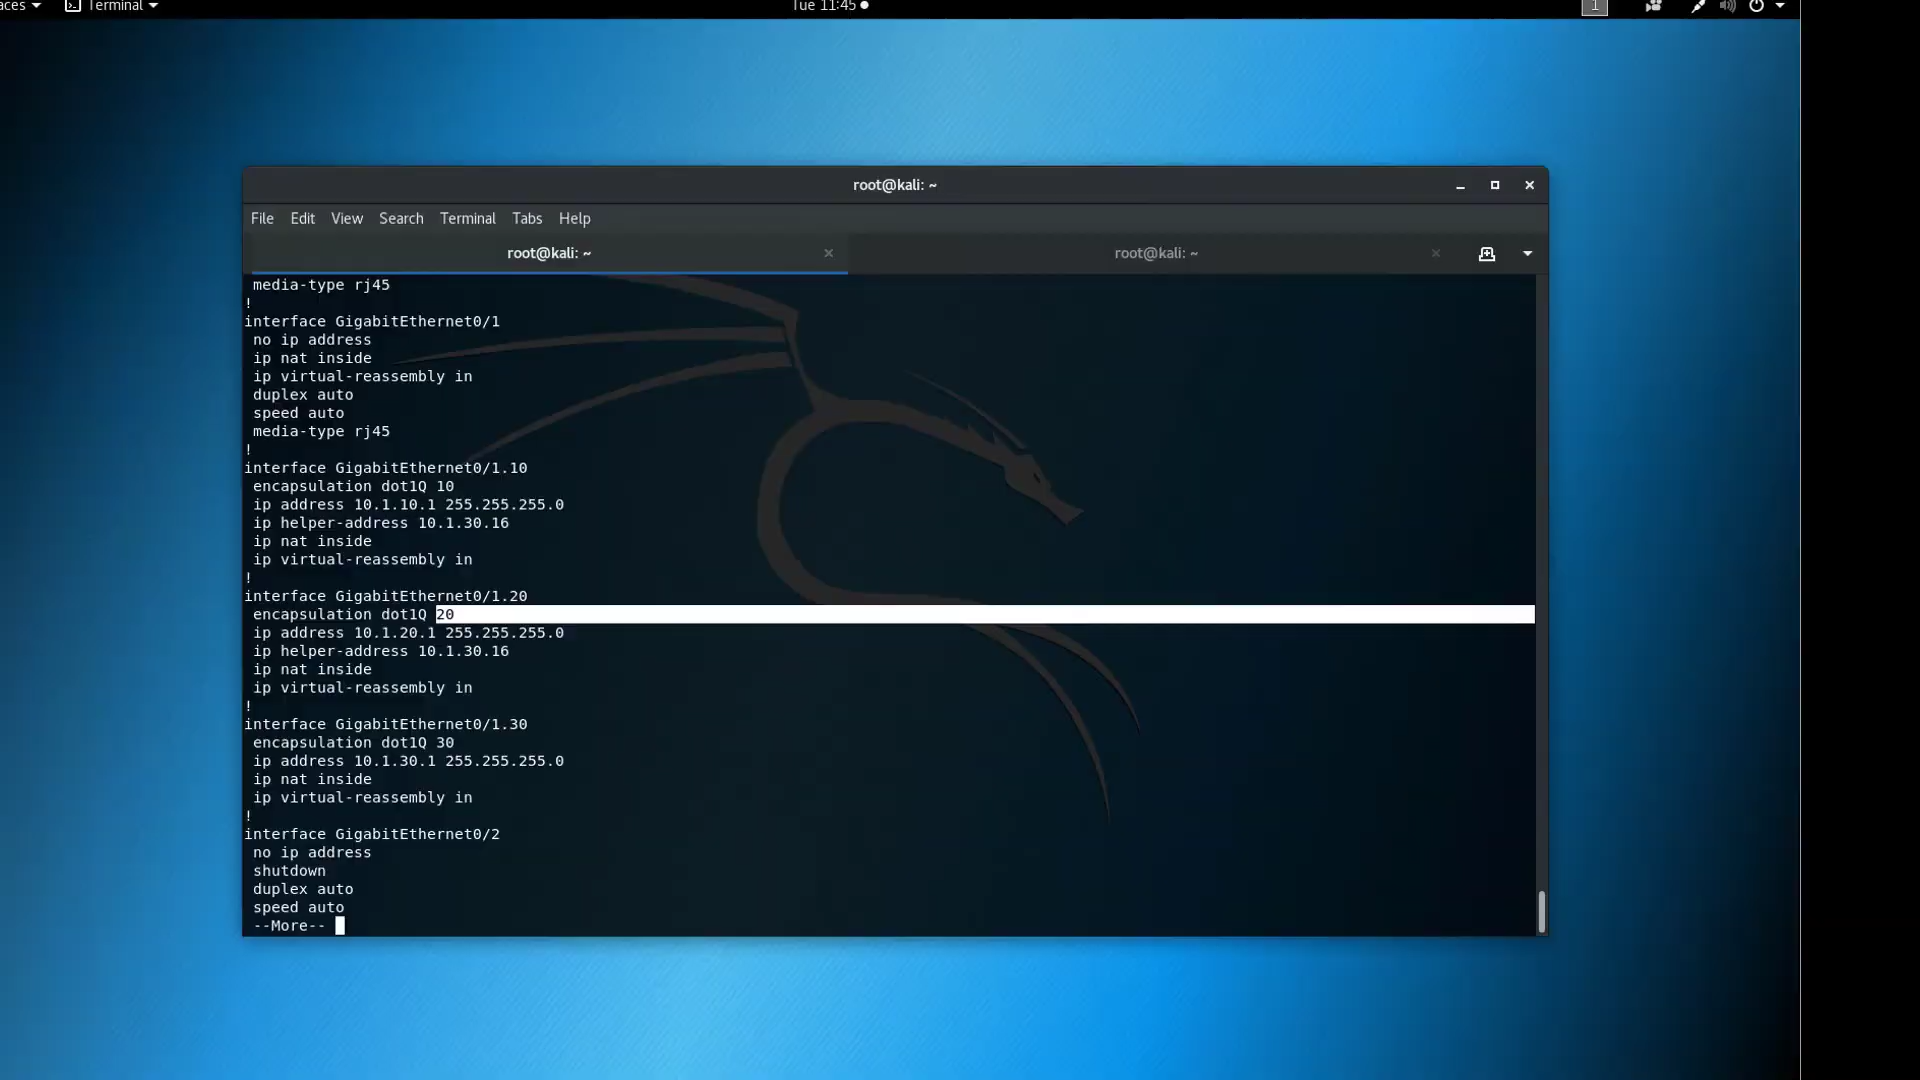 aces Terminal Tue 11:45 1
root@kali: ~
File Edit View Search Terminal Tabs Help
root@kali: ~ root@kali: ~
media-type rj45
!
interface GigabitEthernet0/1
no ip address
ip nat inside
ip virtual-reassembly in
duplex auto
speed auto
media-type rj45
!
interface GigabitEthernet0/1.10
encapsulation dot1Q 10
ip address 10.1.10.1 255.255.255.0
ip helper-address 10.1.30.16
ip nat inside
ip virtual-reassembly in
!
interface GigabitEthernet0/1.20
encapsulation dot1Q 20
ip address 10.1.20.1 255.255.255.0
ip helper-address 10.1.30.16
ip nat inside
ip virtual-reassembly in
!
interface GigabitEthernet0/1.30
encapsulation dot1Q 30
ip address 10.1.30.1 255.255.255.0
ip nat inside
ip virtual-reassembly in
!
interface GigabitEthernet0/2
no ip address
shutdown
duplex auto
speed auto
--More--